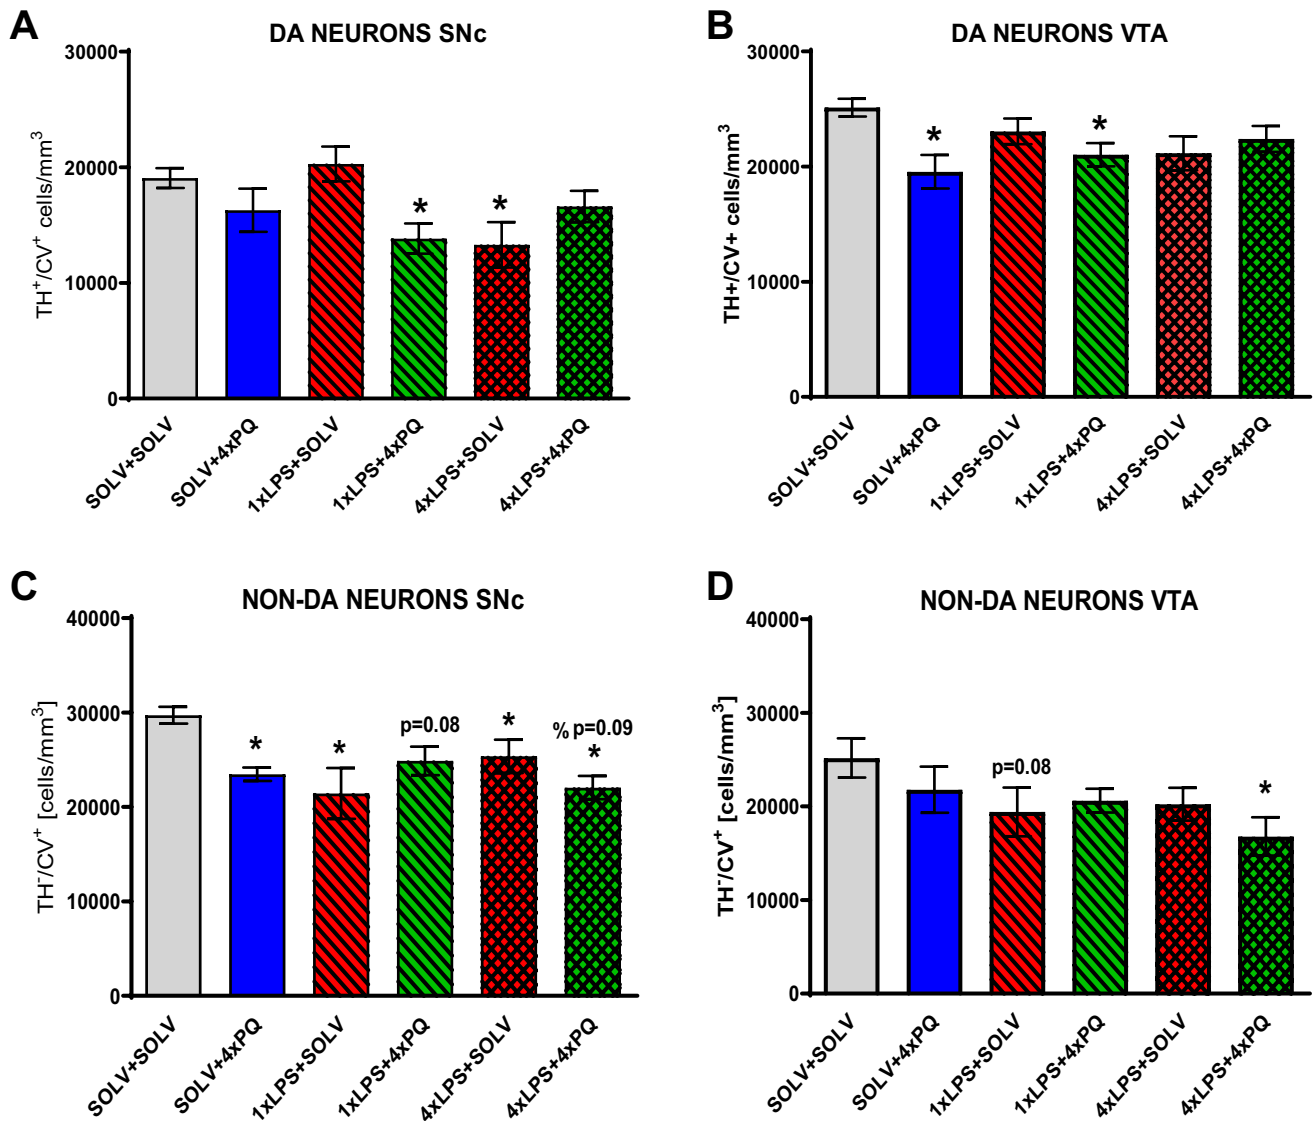 A
DA NEURONS SNc
TH⁺/CV⁺ cells/mm³
30000
20000
10000
0
*
*
SOLV+SOLV
SOLV+4xPQ
1xLPS+SOLV
1xLPS+4xPQ
4xLPS+SOLV
4xLPS+4xPQ
B
DA NEURONS VTA
TH+/CV+ cells/mm³
30000
20000
10000
0
*
*
SOLV+SOLV
SOLV+4xPQ
1xLPS+SOLV
1xLPS+4xPQ
4xLPS+SOLV
4xLPS+4xPQ
C
NON-DA NEURONS SNc
TH⁻/CV⁺ [cells/mm³]
40000
30000
20000
10000
0
*
*
p=0.08
*
% p=0.09
*
SOLV+SOLV
SOLV+4xPQ
1xLPS+SOLV
1xLPS+4xPQ
4xLPS+SOLV
4xLPS+4xPQ
D
NON-DA NEURONS VTA
TH⁻/CV⁺ [cells/mm³]
40000
30000
20000
10000
0
p=0.08
*
SOLV+SOLV
SOLV+4xPQ
1xLPS+SOLV
1xLPS+4xPQ
4xLPS+SOLV
4xLPS+4xPQ